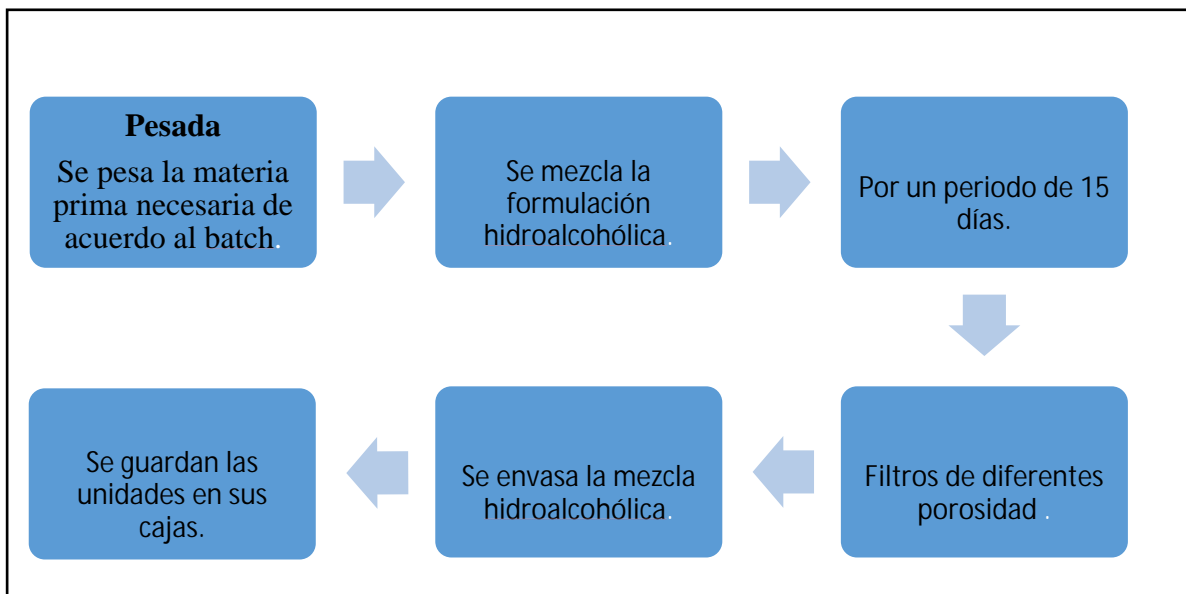 Pesada
Se pesa la materia
prima necesaria de
acuerdo al batch.
Se mezcla la
formulación
hidroalcohólica.
Por un periodo de 15
días.
Filtros de diferentes
porosidad .
Se envasa la mezcla
hidroalcohólica.
Se guardan las
unidades en sus
cajas.